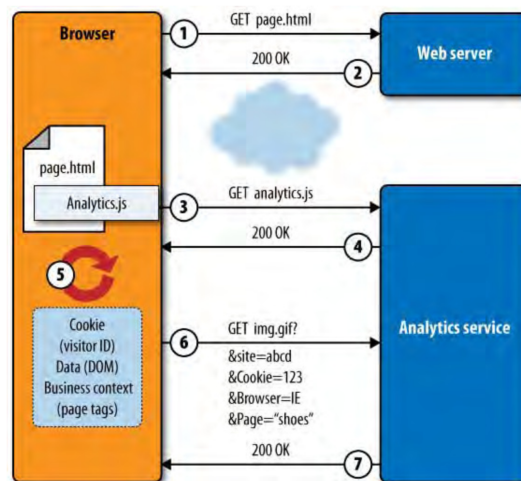 Browser
1
GET page.html
Web server
200 OK
2
page.html
Analytics.js
3
GET analytics.js
200 OK
4
5
Cookie
(visitor ID)
Data (DOM)
Business context
(page tags)
6
GET img.gif?
&site=abcd
&Cookie=123
&Browser=IE
&Page=“shoes”
Analytics service
200 OK
7